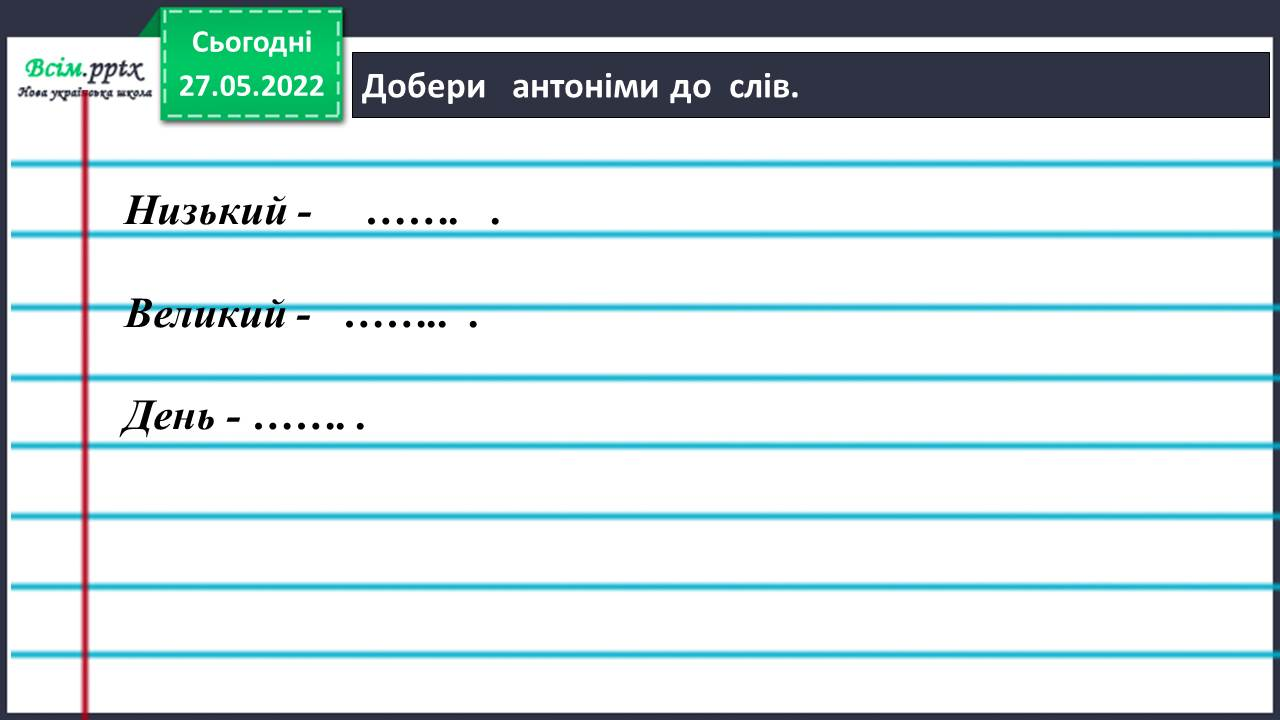 Сьогодні
27.05.2022
Всім.pptx
Нова українська школа
Добери антоніми до слів.
Низький - ……. .
Великий - …….. .
День - ……. .